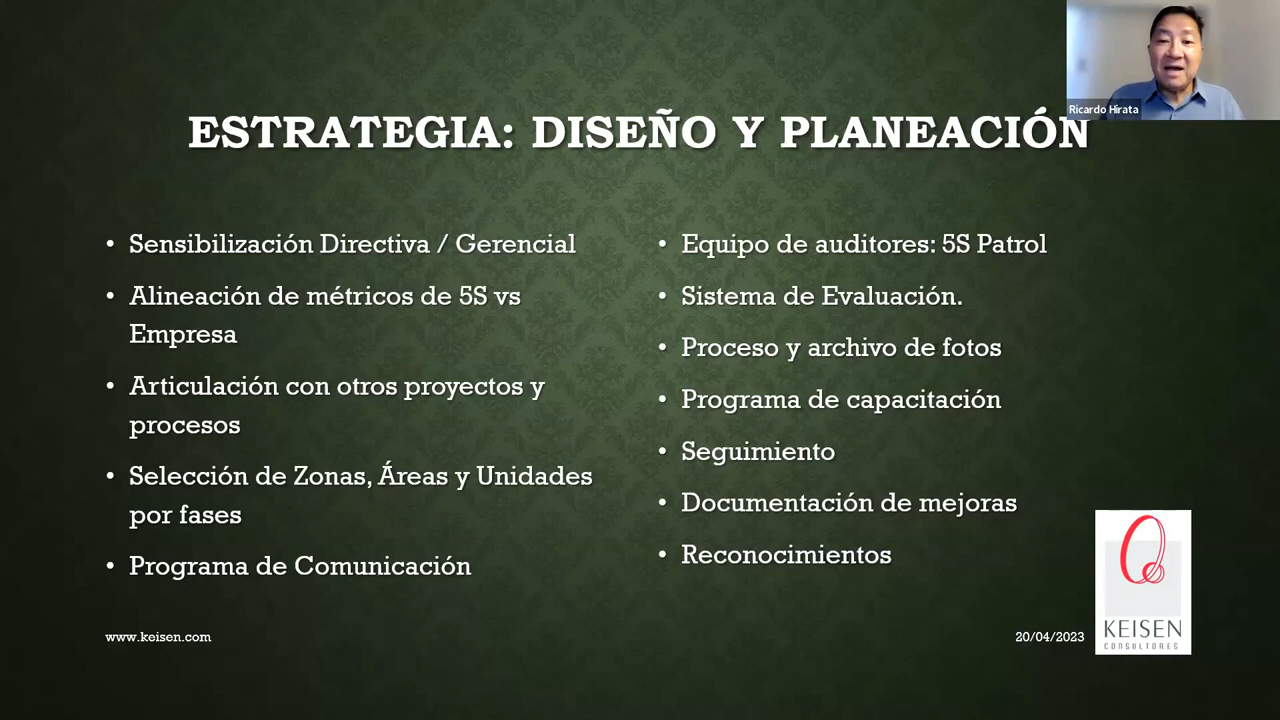 Ricardo Hirata
ESTRATEGIA: DISEÑO Y PLANEACIÓN
• Sensibilización Directiva / Gerencial
• Alineación de métricos de 5S vs
Empresa
• Articulación con otros proyectos y
procesos
• Selección de Zonas, Áreas y Unidades
por fases
• Programa de Comunicación
• Equipo de auditores: 5S Patrol
• Sistema de Evaluación.
• Proceso y archivo de fotos
• Programa de capacitación
• Seguimiento
• Documentación de mejoras
• Reconocimientos
www.keisen.com
20/04/2023
KEISEN
CONSULTORES